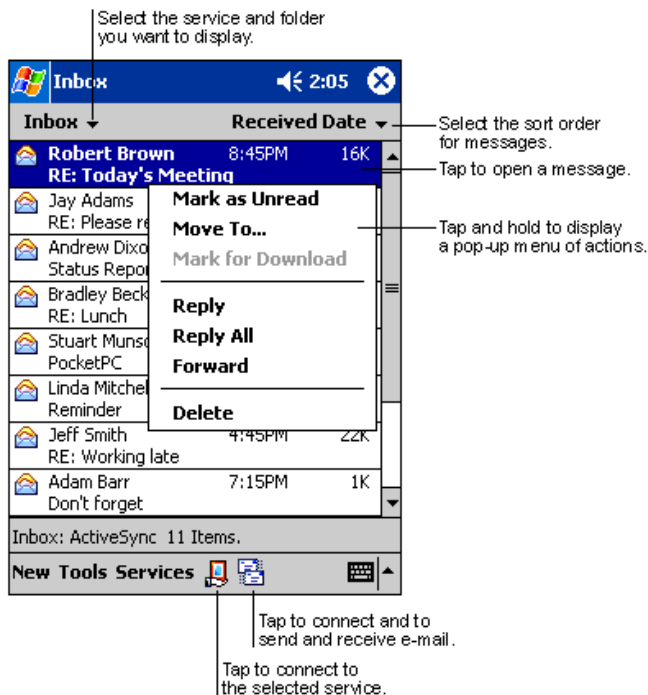 Select the service and folder
you want to display.
Inbox 2:05
Inbox Received Date
Select the sort order
for messages.
Robert Brown 8:45PM 16K
RE: Today's Meeting
Tap to open a message.
Jay Adams
RE: Please
Mark as Unread
Move To...
Mark for Download
Reply
Reply All
Forward
Delete
Tap and hold to display
a pop-up menu of actions.
Andrew Dixo
Status Repor
Bradley Beck
RE: Lunch
Stuart Munso
PocketPC
Linda Mitchel
Reminder
Jeff Smith 4:45PM 22K
RE: Working late
Adam Barr 7:15PM 1K
Don't forget
Inbox: ActiveSync 11 Items.
New Tools Services
Tap to connect and to
send and receive e-mail.
Tap to connect to
the selected service.